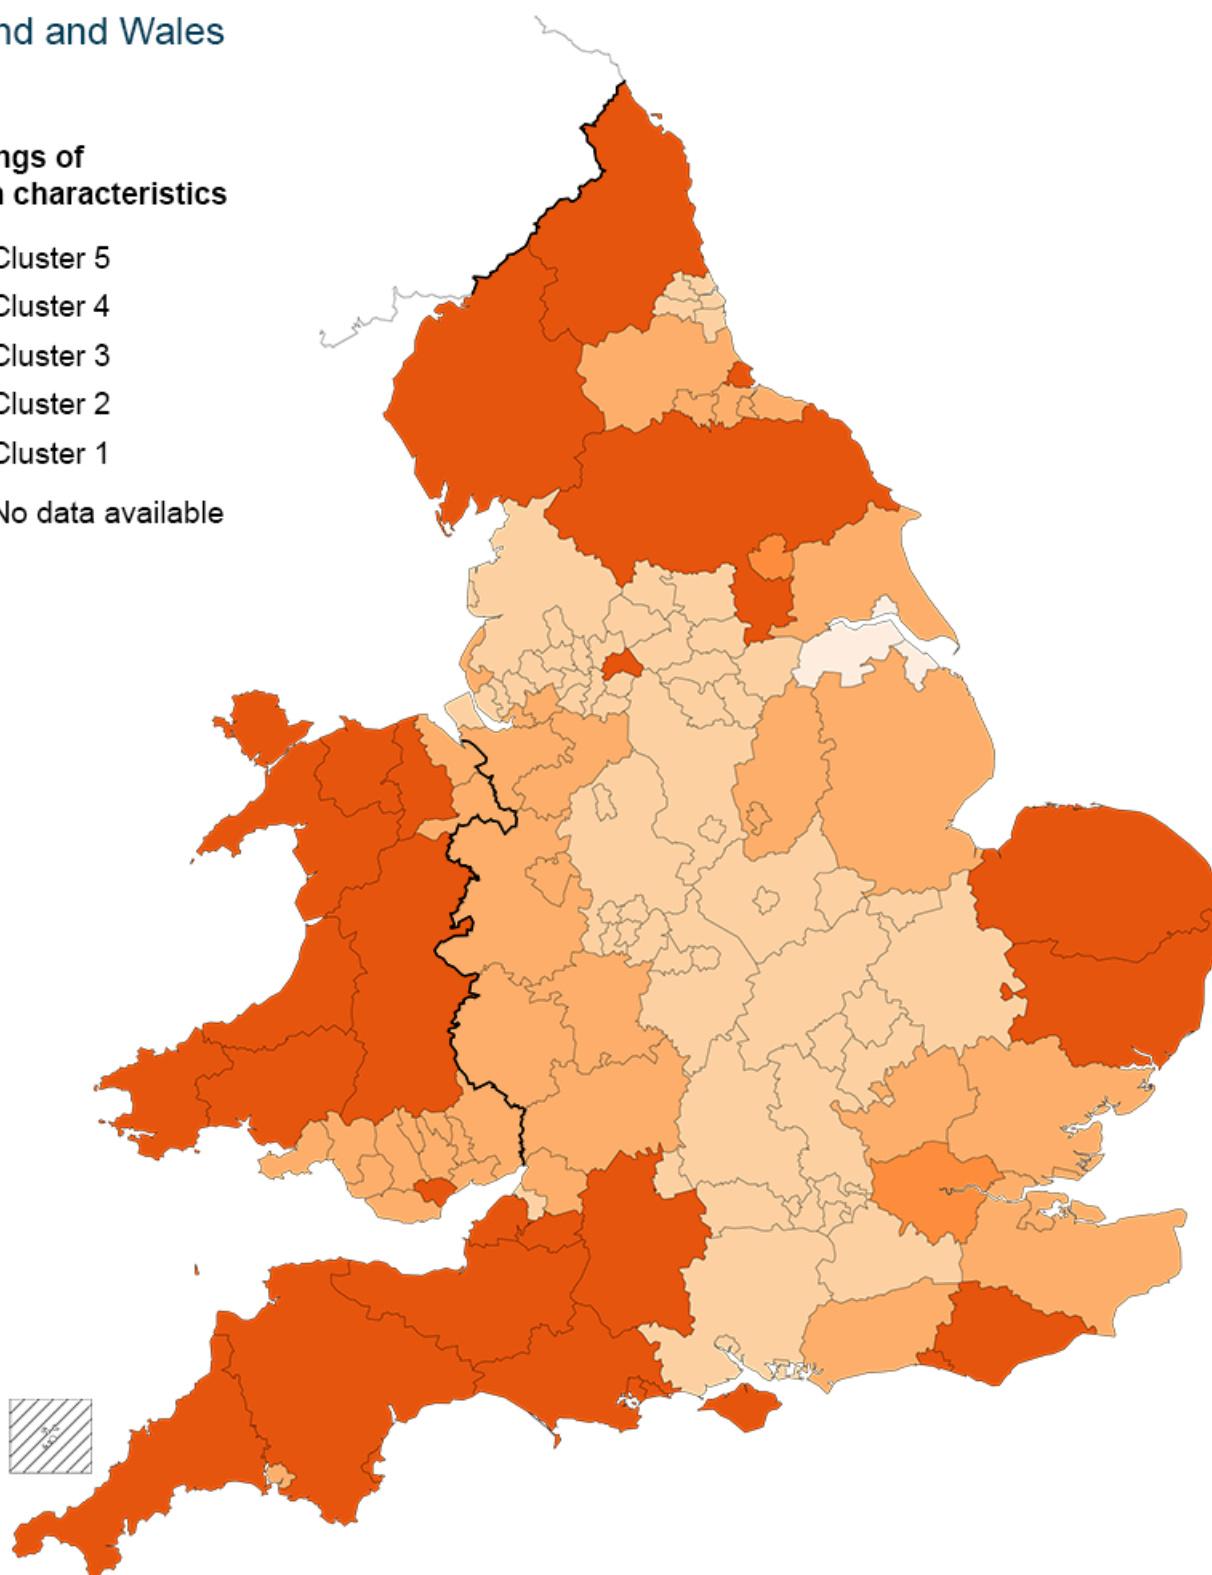 nd and Wales
ngs of
n characteristics
Cluster 5
Cluster 4
Cluster 3
Cluster 2
Cluster 1
No data available